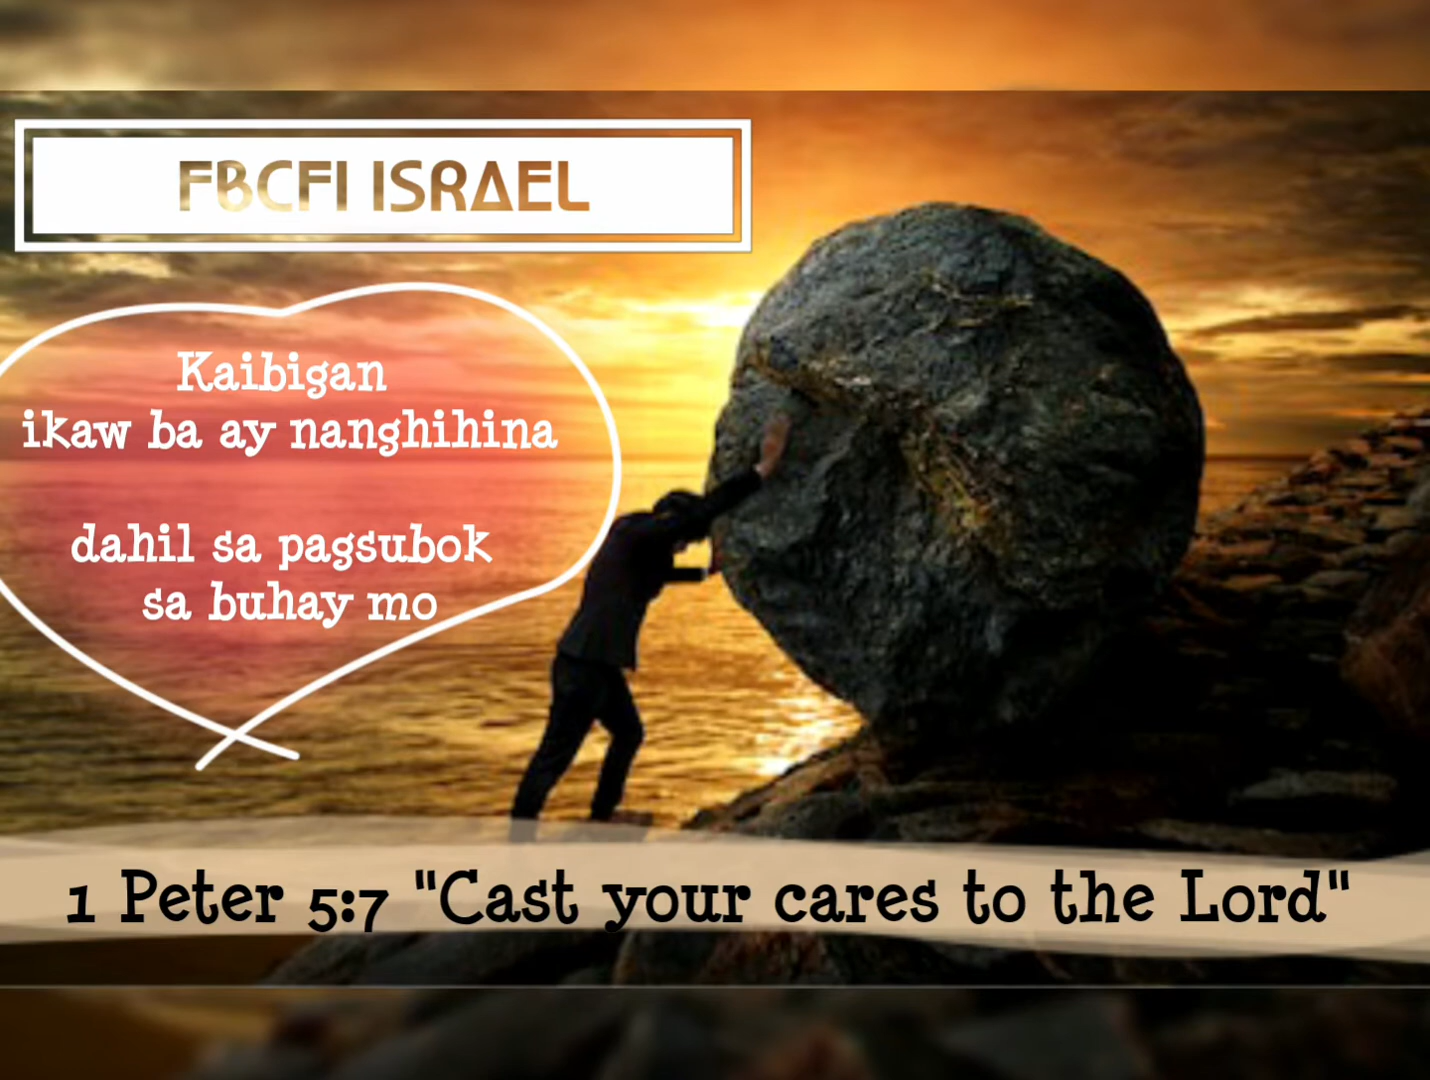 FBCFI ISRAEL
Kaibigan
ikaw ba ay nanghihina
dahil sa pagsubok
sa buhay mo
1 Peter 5:7 "Cast your cares to the Lord"